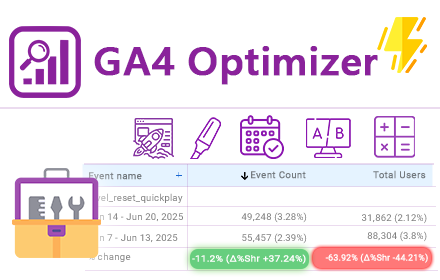 GA4 Optimizer
A B
Event name + Event Count Total Users
vel_reset_quickplay
14 - Jun 20, 2025 49,248 (3.28%) 31,862 (2.12%)
7 - Jun 13, 2025 55,457 (2.39%) 88,304 (3.8%)
change -11.2% (Δ%Shr +37.24%) -63.92% (Δ%Shr -44.21%)